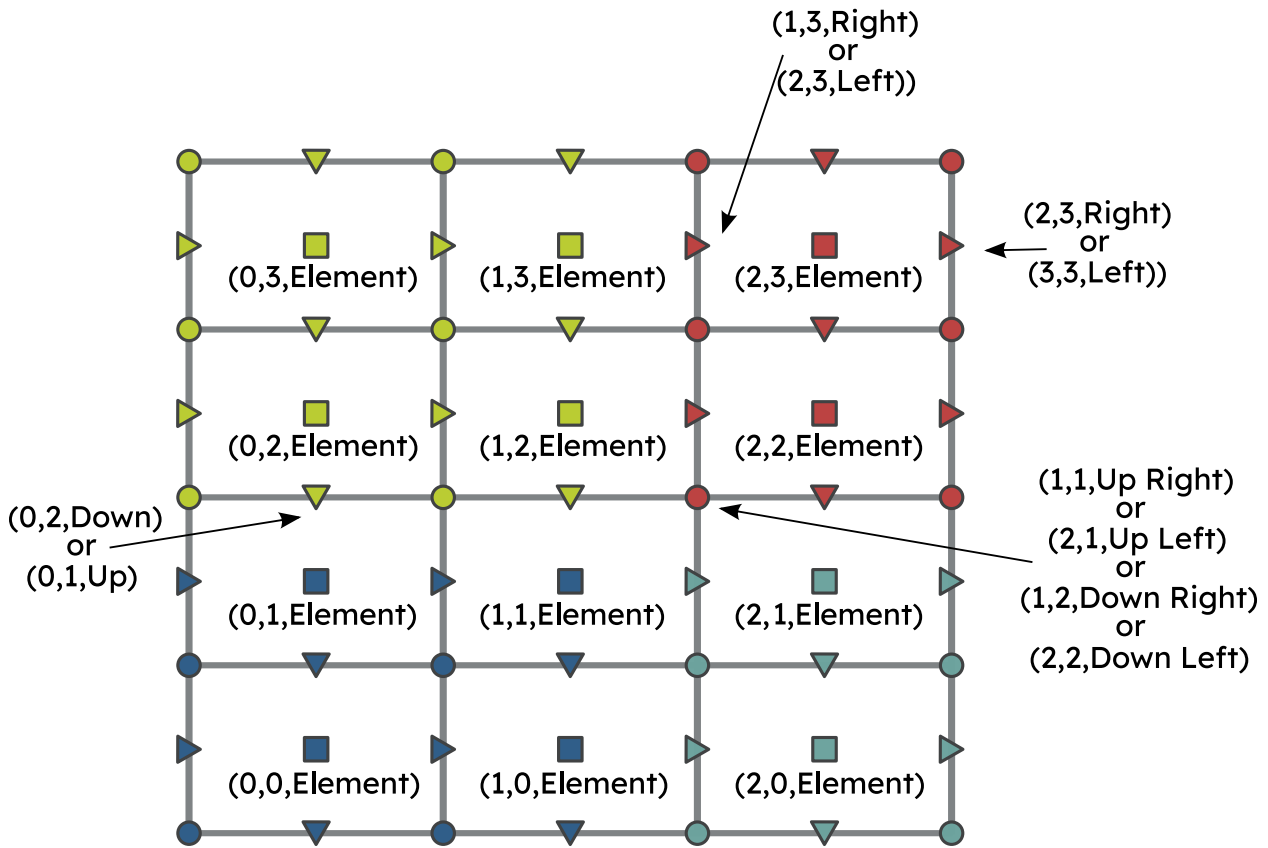 (1,3,Right)
or
(2,3,Left))
(2,3,Right)
or
(3,3,Left))
(0,3,Element)
(1,3,Element)
(2,3,Element)
(0,2,Element)
(1,2,Element)
(2,2,Element)
(0,2,Down)
or
(0,1,Up)
(1,1,Up Right)
or
(2,1,Up Left)
or
(1,2,Down Right)
or
(2,2,Down Left)
(0,1,Element)
(1,1,Element)
(2,1,Element)
(0,0,Element)
(1,0,Element)
(2,0,Element)